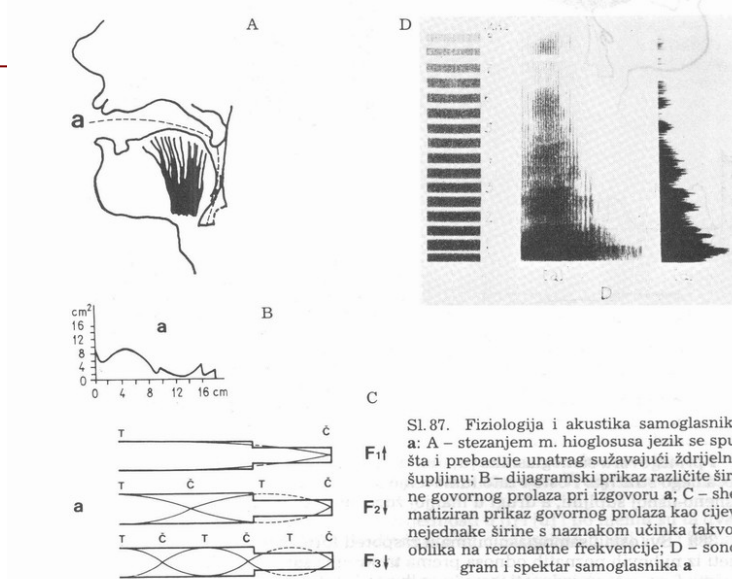 A
D
a
[a]
D
B
cm²
a
16
12
8
4
0
0 4 8 12 16 cm
C
T Č
F₁↑
T Č T Č
a
F₂↓
T Č T Č T Č
F₃↓
Sl. 87. Fiziologija i akustika samoglasnik
a: A – stezanjem m. hioglosusa jezik se spu
šta i prebacuje unatrag sužavajući ždrijeln
šupljinu; B – dijagramski prikaz različite šir
ne govornog prolaza pri izgovoru a; C – she
matiziran prikaz govornog prolaza kao cijev
nejednake širine s naznakom učinka takvo
oblika na rezonantne frekvencije; D – sono
gram i spektar samoglasnika a